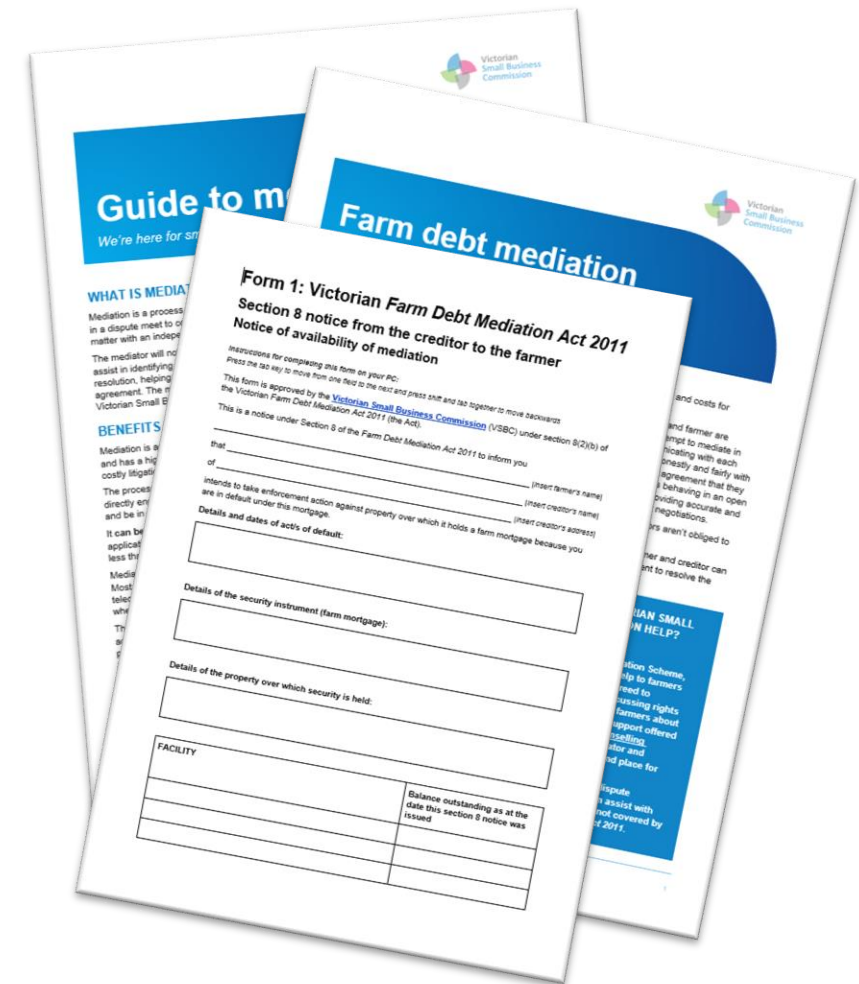 Victorian
Small Business
Commission
Guide to me
We're here for sm
WHAT IS MEDIAT
Mediation is a process
in a dispute meet to co
matter with an indepe
The mediator will no
assist in identifying
resolution, helping
agreement. The m
Victorian Small B
BENEFITS
Mediation is a
and has a hig
costly litigati
The proces
directly eng
and be in
It can be
applicat
less thr
Media
Most
telec
whe
Th
Victorian
Small Business
Commission
Farm debt mediation
and costs for
and farmer are
empt to mediate in
nicating with each
onestly and fairly with
agreement that they
behaving in an open
oviding accurate and
negotiations.
ors aren't obliged to
mer and creditor can
ent to resolve the
IAN SMALL
N HELP?
ation Scheme,
elp to farmers
reed to
ussing rights
farmers about
upport offered
nselling
ator and
nd place for
dispute
n assist with
not covered by
ct 2011.
1
Form 1: Victorian Farm Debt Mediation Act 2011
Section 8 notice from the creditor to the farmer
Notice of availability of mediation
Instructions for completing this form on your PC:
Press the tab key to move from one field to the next and press shift and tab together to move backwards
This form is approved by the Victorian Small Business Commission (VSBC) under section 8(2)(b) of
the Victorian Farm Debt Mediation Act 2011 (the Act).
This is a notice under Section 8 of the Farm Debt Mediation Act 2011 to inform you
(insert farmer's name)
that
(insert creditor's name)
of
(insert creditor's address)
intends to take enforcement action against property over which it holds a farm mortgage because you
are in default under this mortgage.
Details and dates of act/s of default:
Details of the security instrument (farm mortgage):
Details of the property over which security is held:
FACILITY
Balance outstanding as at the
date this section 8 notice was
issued